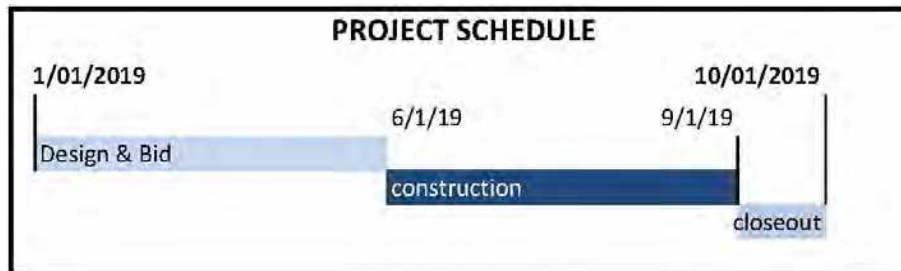 PROJECT SCHEDULE
1/01/2019 10/01/2019
6/1/19 9/1/19
Design & Bid
construction
closeout